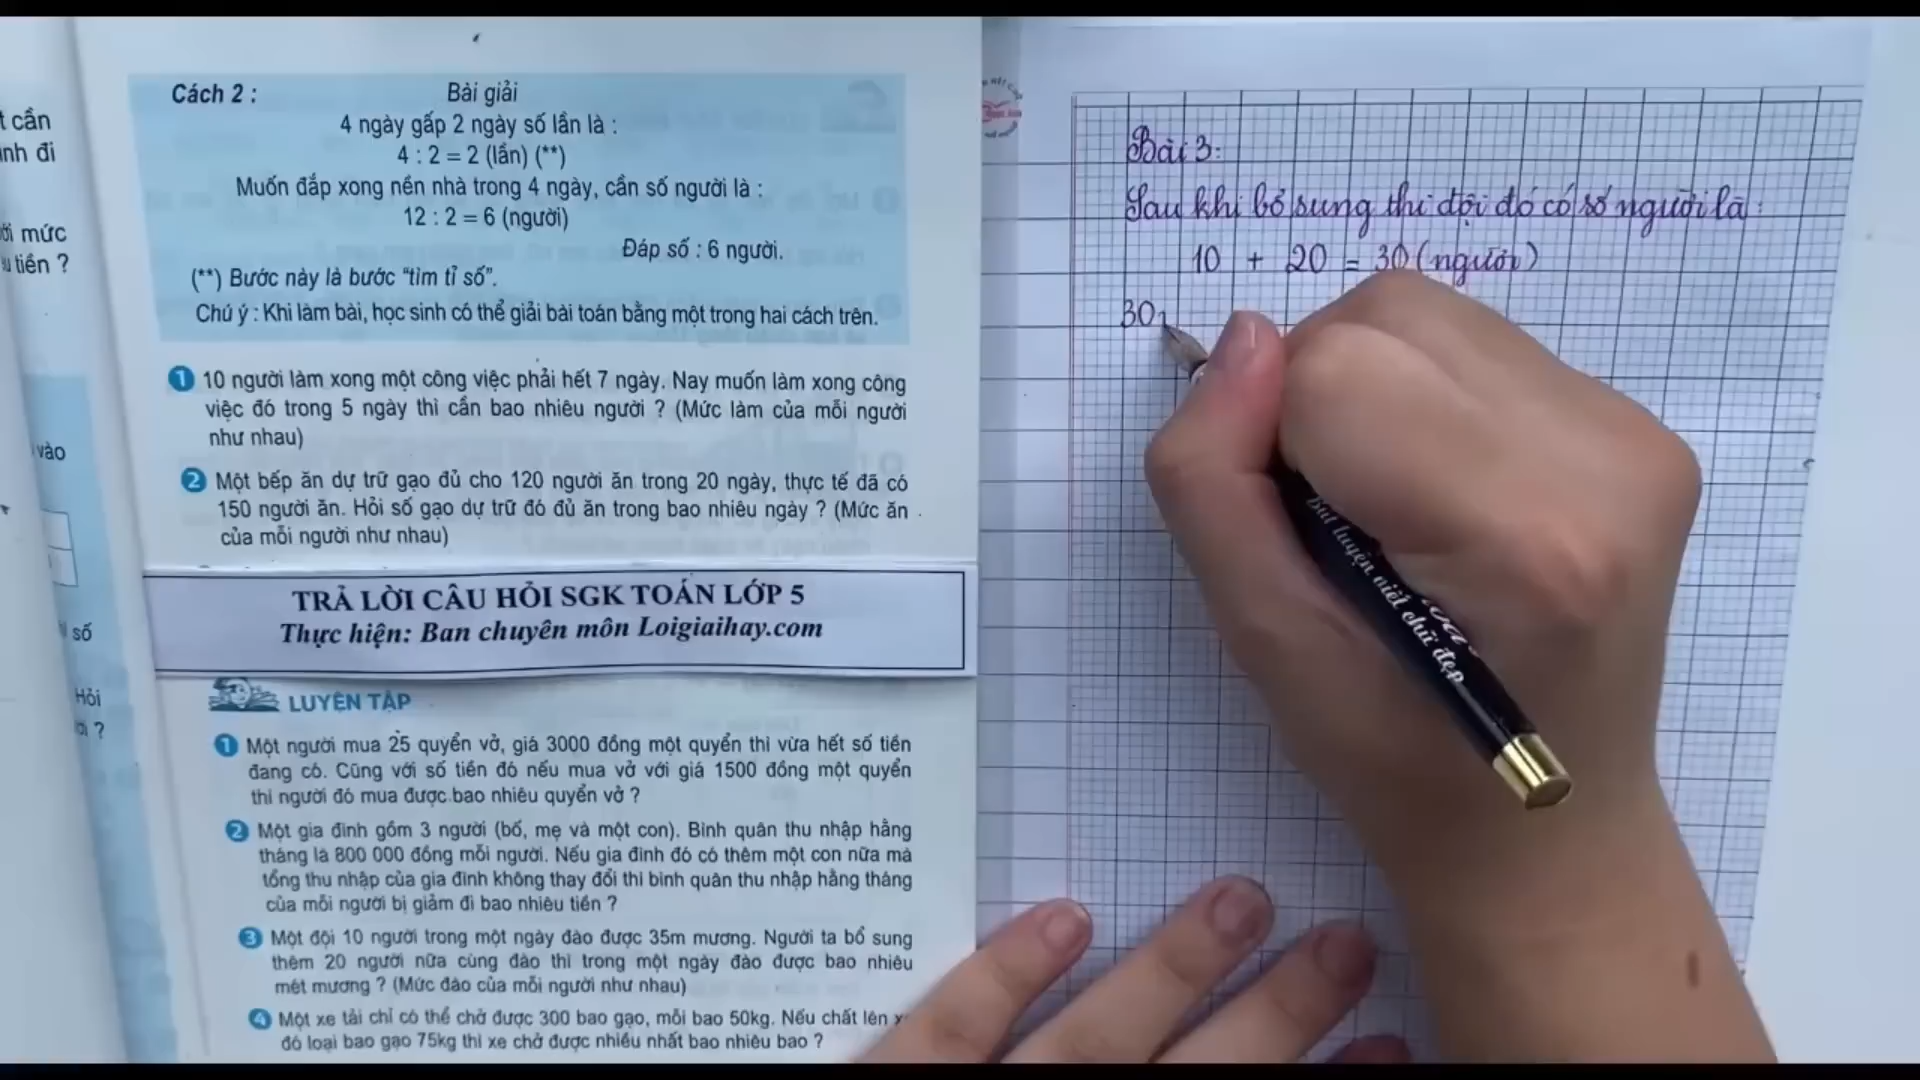 t cần
nh đi
ới mức
tiền ?
vào
số
Hỏi
?
Cách 2 :
Bài giải
4 ngày gấp 2 ngày số lần là :
4 : 2 = 2 (lần) (**)
Muốn đắp xong nền nhà trong 4 ngày, cần số người là :
12 : 2 = 6 (người)
Đáp số : 6 người.
(**) Bước này là bước “tìm tỉ số”.
Chú ý : Khi làm bài, học sinh có thể giải bài toán bằng một trong hai cách trên.
1 10 người làm xong một công việc phải hết 7 ngày. Nay muốn làm xong công
việc đó trong 5 ngày thì cần bao nhiêu người ? (Mức làm của mỗi người
như nhau)
2 Một bếp ăn dự trữ gạo đủ cho 120 người ăn trong 20 ngày, thực tế đã có
150 người ăn. Hỏi số gạo dự trữ đó đủ ăn trong bao nhiêu ngày ? (Mức ăn
của mỗi người như nhau)
TRẢ LỜI CÂU HỎI SGK TOÁN LỚP 5
Thực hiện: Ban chuyên môn Loigiaihay.com
LUYỆN TẬP
1 Một người mua 25 quyển vở, giá 3000 đồng một quyển thì vừa hết số tiền
đang có. Cũng với số tiền đó nếu mua vở với giá 1500 đồng một quyển
thì người đó mua được bao nhiêu quyển vở ?
2 Một gia đình gồm 3 người (bố, mẹ và một con). Bình quân thu nhập hằng
tháng là 800 000 đồng mỗi người. Nếu gia đình đó có thêm một con nữa mà
tổng thu nhập của gia đình không thay đổi thì bình quân thu nhập hằng tháng
của mỗi người bị giảm đi bao nhiêu tiền ?
3 Một đội 10 người trong một ngày đào được 35m mương. Người ta bổ sung
thêm 20 người nữa cùng đào thì trong một ngày đào được bao nhiêu
mét mương ? (Mức đào của mỗi người như nhau)
4 Một xe tải chỉ có thể chở được 300 bao gạo, mỗi bao 50kg. Nếu chất lên x
đó loại bao gạo 75kg thì xe chở được nhiều nhất bao nhiêu bao ?
Bài 3:
Sau khi bổ sung thì đội đó có số người là :
10 + 20 = 30 (người)
30
Bút luyện viết chữ đẹp